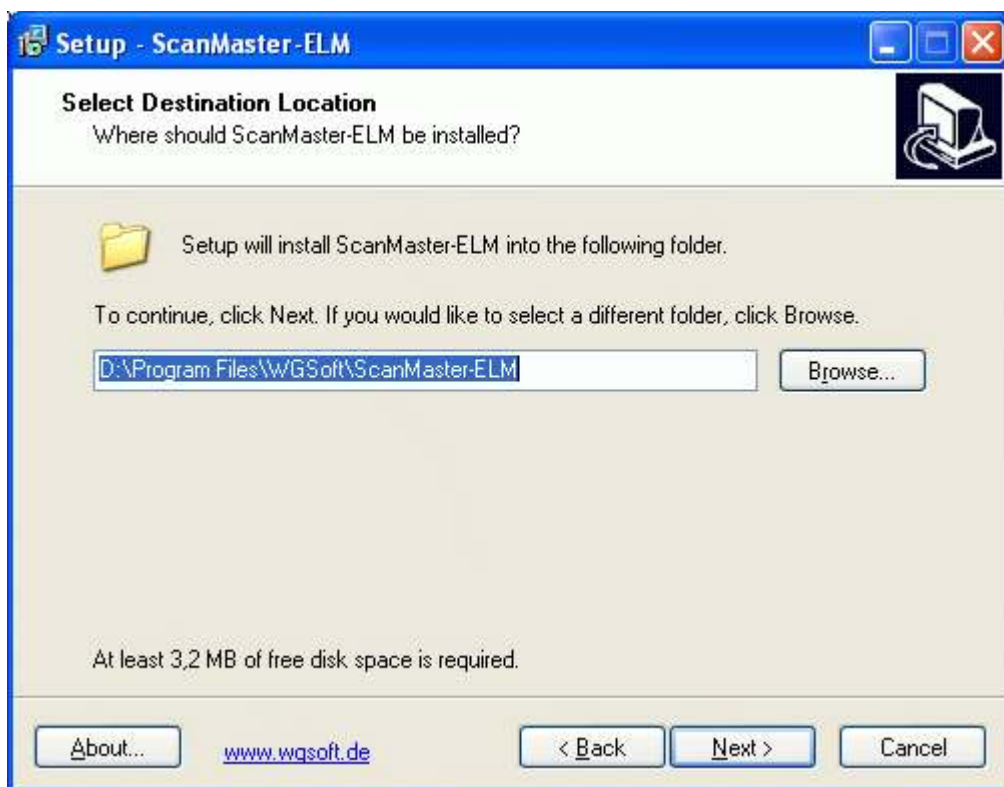 Setup - ScanMaster-ELM
Select Destination Location
Where should ScanMaster-ELM be installed?
Setup will install ScanMaster-ELM into the following folder.
To continue, click Next. If you would like to select a different folder, click Browse.
D:\Program Files\WGSoft\ScanMaster-ELM
Browse...
At least 3,2 MB of free disk space is required.
About...
www.wgsoft.de
< Back
Next >
Cancel